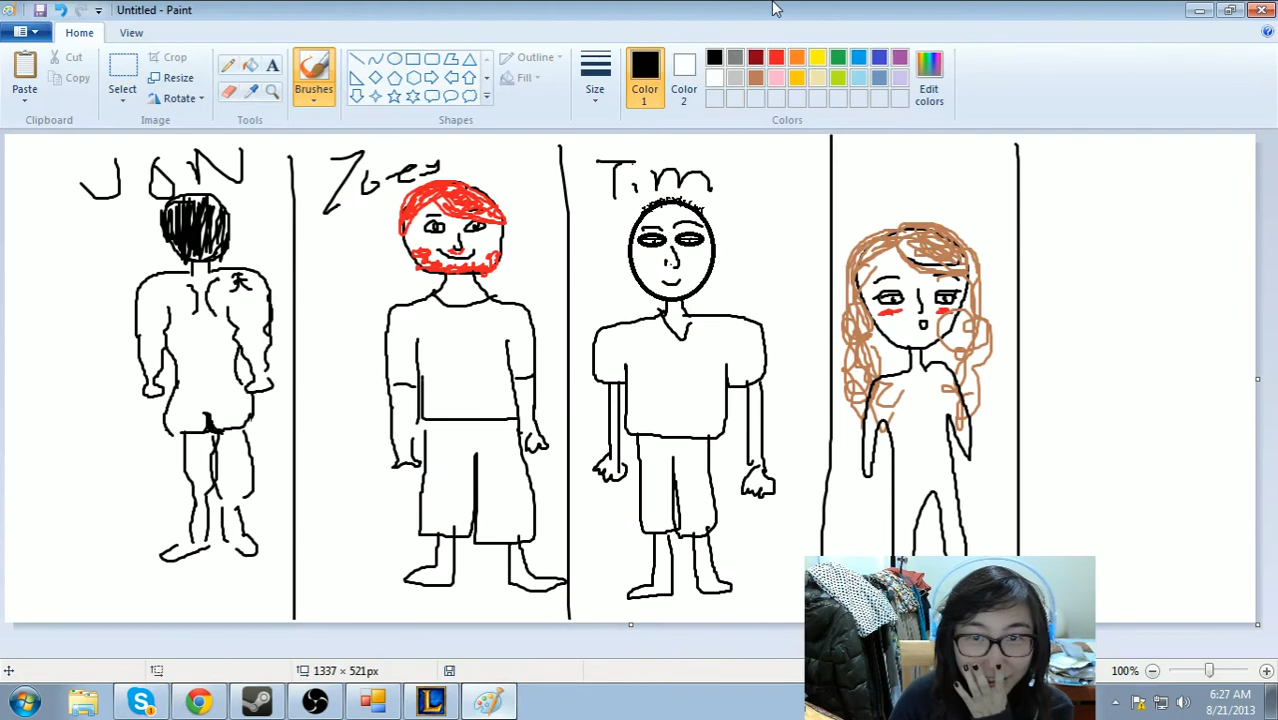 Untitled - Paint
Home View
Paste
Cut
Copy
Clipboard
Select
Crop
Resize
Rotate
Image
Tools
Brushes
Shapes
Outline
Fill
Size
Color 1
Color 2
Edit colors
Colors
JON Zoey Tim
1337 × 521px
100%
6:27 AM
8/21/2013